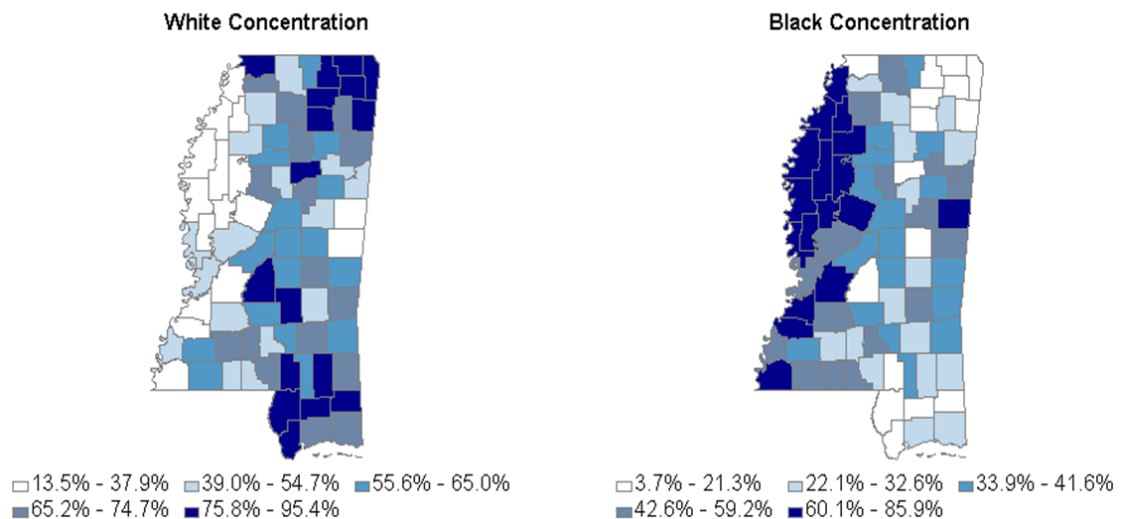 White Concentration
13.5% - 37.9% 39.0% - 54.7% 55.6% - 65.0%
65.2% - 74.7% 75.8% - 95.4%
Black Concentration
3.7% - 21.3% 22.1% - 32.6% 33.9% - 41.6%
42.6% - 59.2% 60.1% - 85.9%